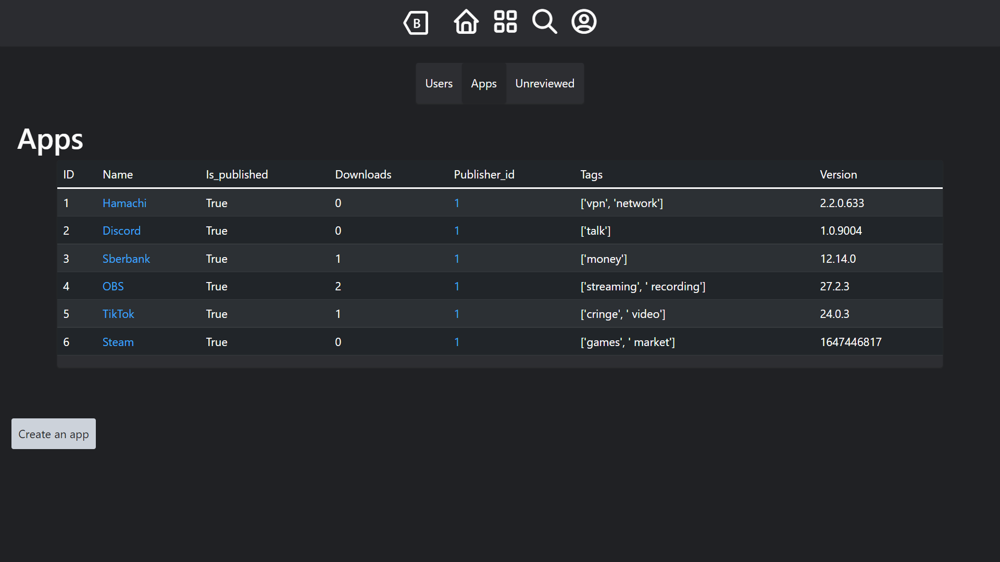 B
Users Apps Unreviewed
Apps
ID Name Is_published Downloads Publisher_id Tags Version
1 Hamachi True 0 1 ['vpn', 'network'] 2.2.0.633
2 Discord True 0 1 ['talk'] 1.0.9004
3 Sberbank True 1 1 ['money'] 12.14.0
4 OBS True 2 1 ['streaming', ' recording'] 27.2.3
5 TikTok True 1 1 ['cringe', ' video'] 24.0.3
6 Steam True 0 1 ['games', ' market'] 1647446817
Create an app